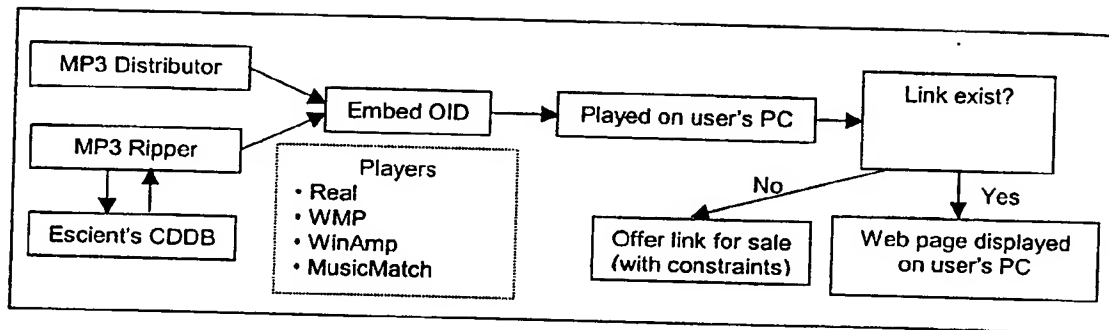 MP3 Distributor
MP3 Ripper
Escient's CDDB
Embed OID
Players
• Real
• WMP
• WinAmp
• MusicMatch
Played on user's PC
Link exist?
No
Yes
Offer link for sale
(with constraints)
Web page displayed
on user's PC